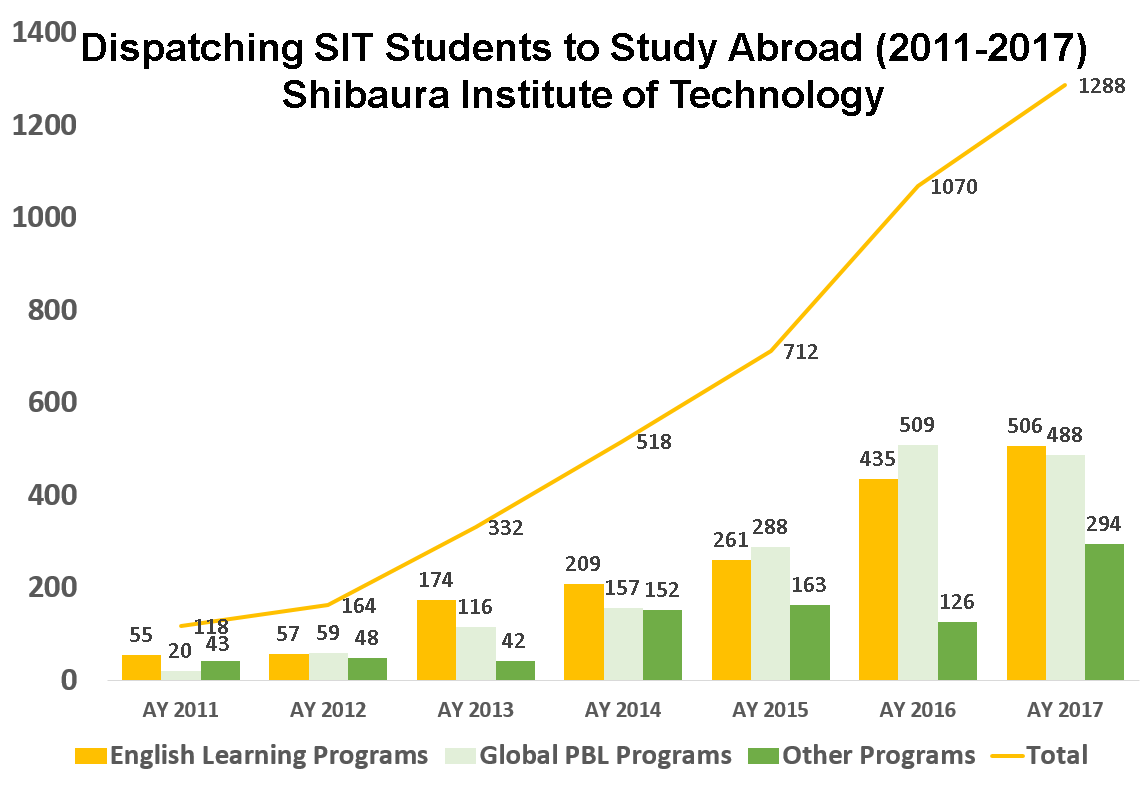 Dispatching SIT Students to Study Abroad (2011-2017)
Shibaura Institute of Technology
1400
1200
1000
800
600
400
200
0
1288
1070
712
518
332
164
118
55
20
43
57
59
48
174
116
42
209
157
152
261
288
163
435
509
126
506
488
294
AY 2011
AY 2012
AY 2013
AY 2014
AY 2015
AY 2016
AY 2017
English Learning Programs
Global PBL Programs
Other Programs
Total